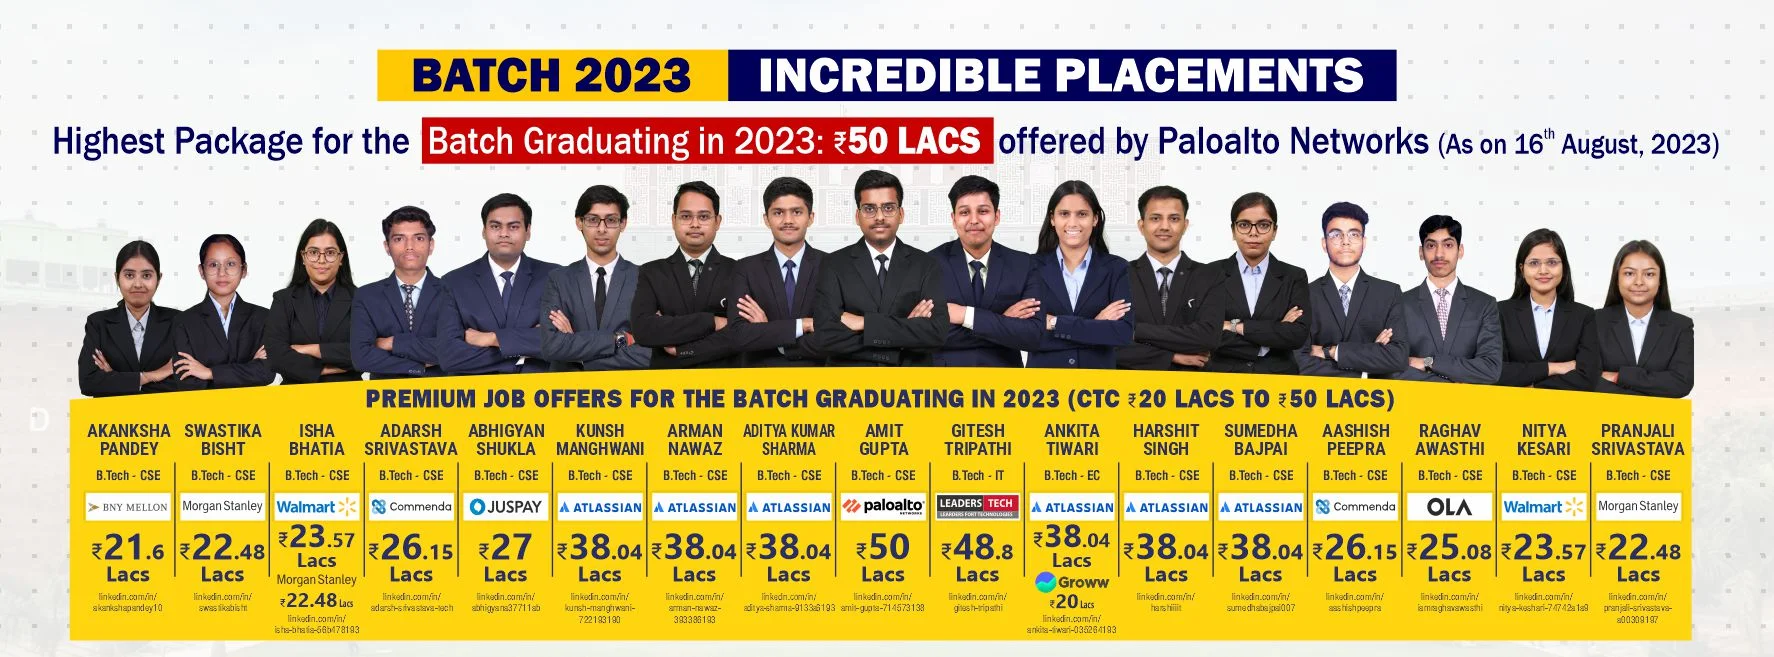 BATCH 2023 INCREDIBLE PLACEMENTS
Highest Package for the Batch Graduating in 2023: ₹50 LACS offered by Paloalto Networks (As on 16th August, 2023)
PREMIUM JOB OFFERS FOR THE BATCH GRADUATING IN 2023 (CTC ₹20 LACS TO ₹50 LACS)
AKANKSHA
PANDEY
B.Tech - CSE
BNY MELLON
₹21.6
Lacs
linkedin.com/in/
akankshapandey10
SWASTIKA
BISHT
B.Tech - CSE
Morgan Stanley
₹22.48
Lacs
linkedin.com/in/
swastikabisht
ISHA
BHATIA
B.Tech - CSE
Walmart
₹23.57
Lacs
Morgan Stanley
₹22.48 Lacs
linkedin.com/in/
isha-bhatia-56b478193
ADARSH
SRIVASTAVA
B.Tech - CSE
Commenda
₹26.15
Lacs
linkedin.com/in/
adarsh-srivastava-tech
ABHIGYAN
SHUKLA
B.Tech - CSE
JUSPAY
₹27
Lacs
linkedin.com/in/
abhigyans37711ab
KUNSH
MANGHWANI
B.Tech - CSE
ATLASSIAN
₹38.04
Lacs
linkedin.com/in/
kunsh-manghwani-
722193190
ARMAN
NAWAZ
B.Tech - CSE
ATLASSIAN
₹38.04
Lacs
linkedin.com/in/
arman-nawaz-
393386193
ADITYA KUMAR
SHARMA
B.Tech - CSE
ATLASSIAN
₹38.04
Lacs
linkedin.com/in/
aditya-sharma-9133a6193
AMIT
GUPTA
B.Tech - CSE
paloalto
NETWORKS
₹50
Lacs
linkedin.com/in/
amit-gupta-714573138
GITESH
TRIPATHI
B.Tech - IT
LEADERS TECH
LEADERS FORT TECHNOLOGIES
₹48.8
Lacs
linkedin.com/in/
gitesh-tripathi
ANKITA
TIWARI
B.Tech - EC
ATLASSIAN
₹38.04
Lacs
Groww
₹20 Lacs
linkedin.com/in/
ankita-tiwari-035264193
HARSHIT
SINGH
B.Tech - CSE
ATLASSIAN
₹38.04
Lacs
linkedin.com/in/
SUMEDHA
BAJPAI
B.Tech - CSE
ATLASSIAN
₹38.04
Lacs
linkedin.com/in/
sumedhabajpai007
AASHISH
PEEPRA
B.Tech - CSE
Commenda
₹26.15
Lacs
linkedin.com/in/
aashishpeepra
RAGHAV
AWASTHI
B.Tech - CSE
OLA
₹25.08
Lacs
linkedin.com/in/
iamraghavawasthi
NITYA
KESARI
B.Tech - CSE
Walmart
₹23.57
Lacs
linkedin.com/in/
nitya-keshari-74742a1a9
PRANJALI
SRIVASTAVA
B.Tech - CSE
Morgan Stanley
₹22.48
Lacs
linkedin.com/in/
pranjali-srivastava-
a00309197